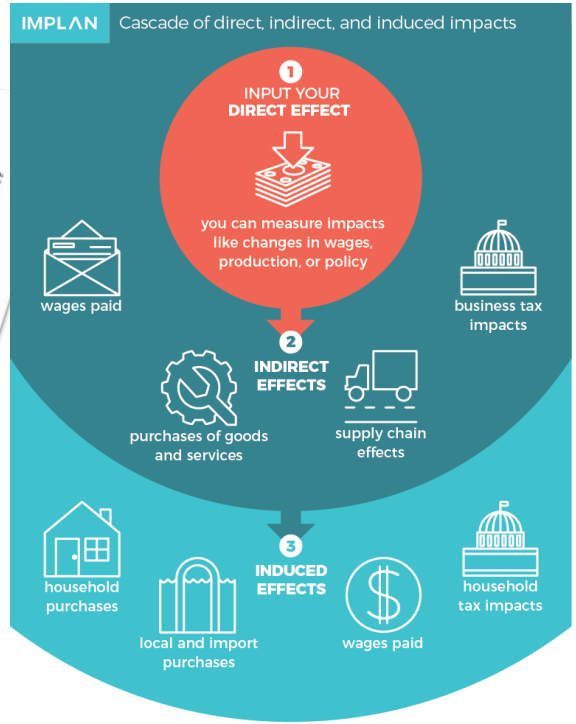 IMPLAN
Cascade of direct, indirect, and induced impacts
1
INPUT YOUR
DIRECT EFFECT
you can measure impacts
like changes in wages,
production, or policy
wages paid
business tax
impacts
2
INDIRECT
EFFECTS
purchases of goods
and services
supply chain
effects
3
INDUCED
EFFECTS
household
purchases
local and import
purchases
$
wages paid
household
tax impacts